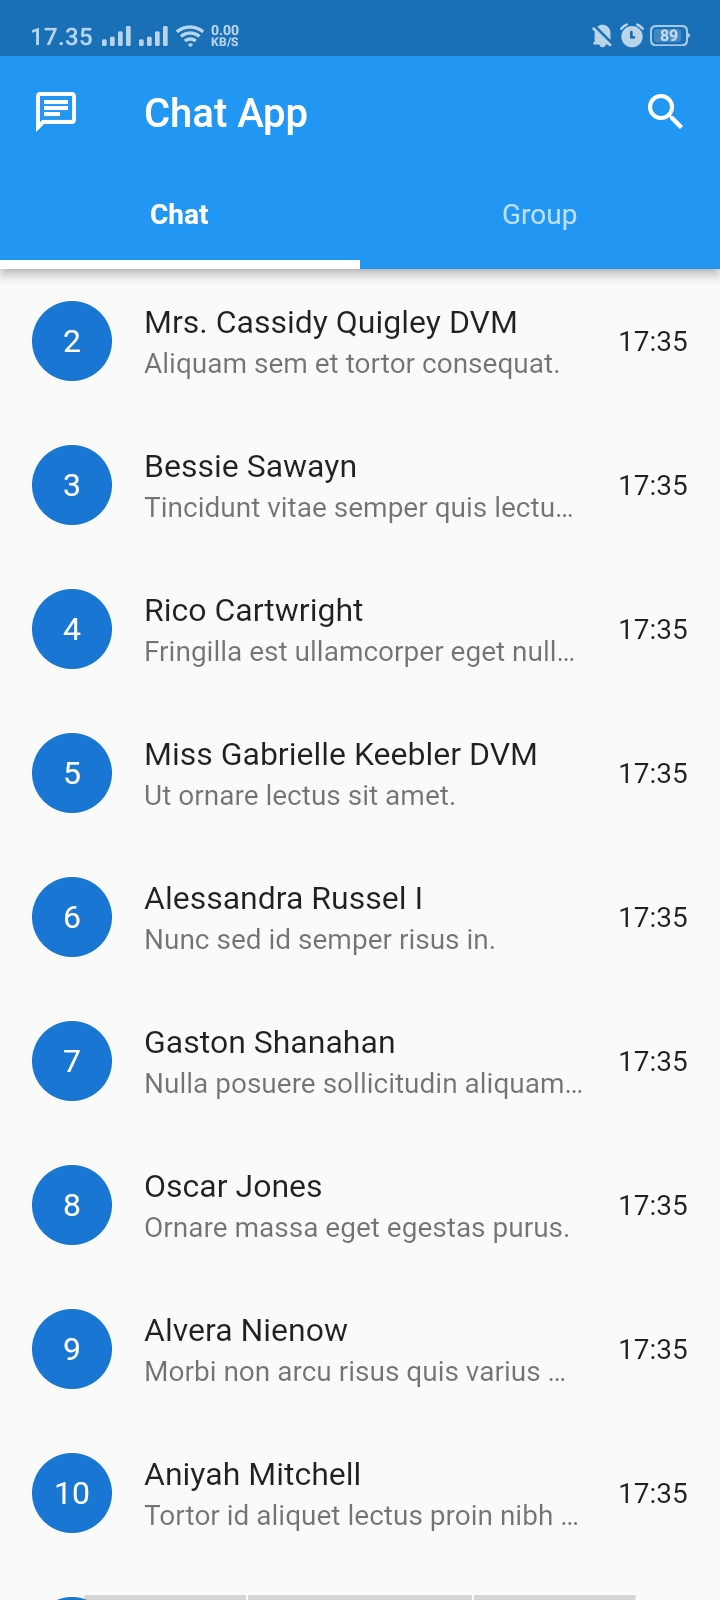 17.35 0.00 KB/S 89
Chat App
Chat Group
2 Mrs. Cassidy Quigley DVM 17:35
Aliquam sem et tortor consequat.
3 Bessie Sawayn 17:35
Tincidunt vitae semper quis lectu...
4 Rico Cartwright 17:35
Fringilla est ullamcorper eget null...
5 Miss Gabrielle Keebler DVM 17:35
Ut ornare lectus sit amet.
6 Alessandra Russel I 17:35
Nunc sed id semper risus in.
7 Gaston Shanahan 17:35
Nulla posuere sollicitudin aliquam...
8 Oscar Jones 17:35
Ornare massa eget egestas purus.
9 Alvera Nienow 17:35
Morbi non arcu risus quis varius ...
10 Aniyah Mitchell 17:35
Tortor id aliquet lectus proin nibh ...